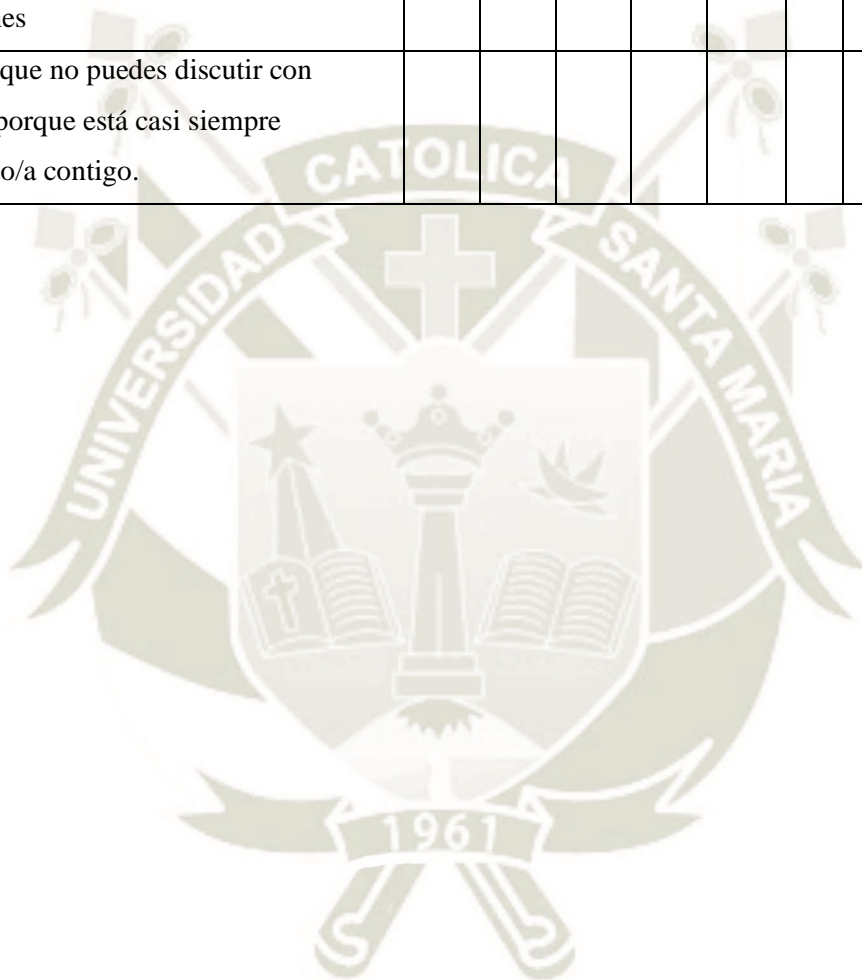 es
que no puedes discutir con
porque está casi siempre
o/a contigo.
CATOLICA
UNIVERSIDAD
SANTA MARIA
1961